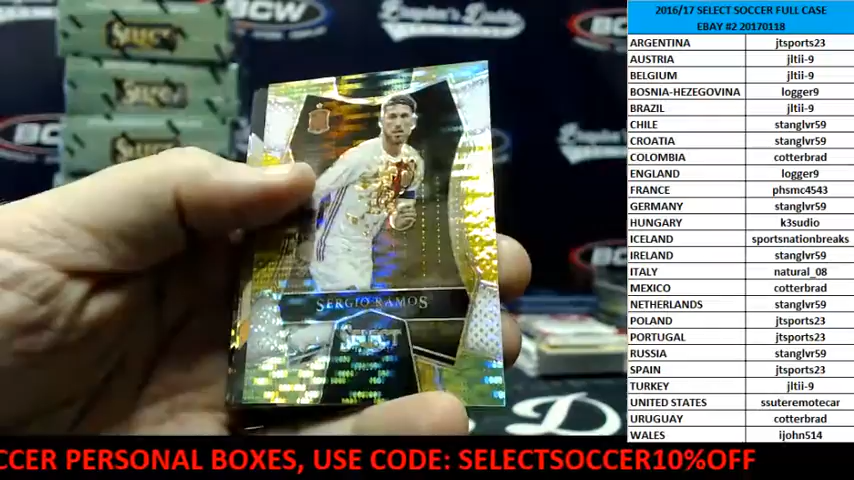 2016/17 SELECT SOCCER FULL CASE
EBAY #2 20170118
ARGENTINA jtsports23
AUSTRIA jltii-9
BELGIUM jltii-9
BOSNIA-HEZEGOVINA logger9
BRAZIL jltii-9
CHILE stanglvr59
CROATIA stanglvr59
COLOMBIA cotterbrad
ENGLAND logger9
FRANCE phsmc4543
GERMANY stanglvr59
HUNGARY k3sudio
ICELAND sportsnationbreaks
IRELAND stanglvr59
ITALY natural_08
MEXICO cotterbrad
NETHERLANDS stanglvr59
POLAND jtsports23
PORTUGAL jtsports23
RUSSIA stanglvr59
SPAIN jtsports23
TURKEY jltii-9
UNITED STATES ssuteremotecar
URUGUAY cotterbrad
WALES ijohn514
SELECT
SELECT
SELECT
BCW
SERGIO RAMOS
SELECT
CCER PERSONAL BOXES, USE CODE: SELECTSOCCER10%OFF